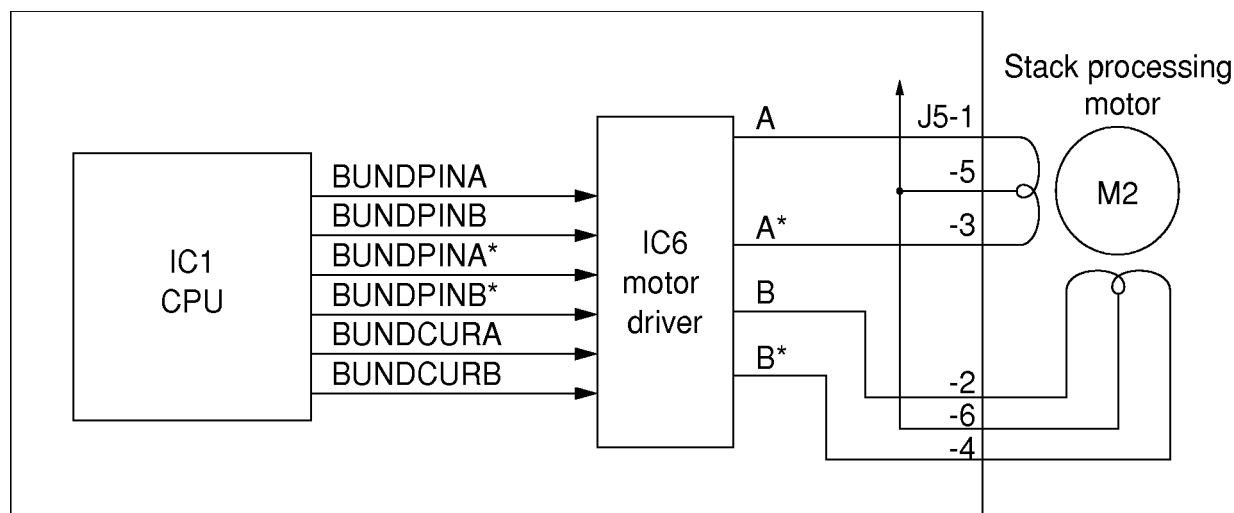 Stack processing
motor
M2
J5-1
-5
-3
-2
-6
-4
A
A*
B
B*
IC6
motor
driver
BUNDPINA
BUNDPINB
BUNDPINA*
BUNDPINB*
BUNDCURA
BUNDCURB
IC1
CPU